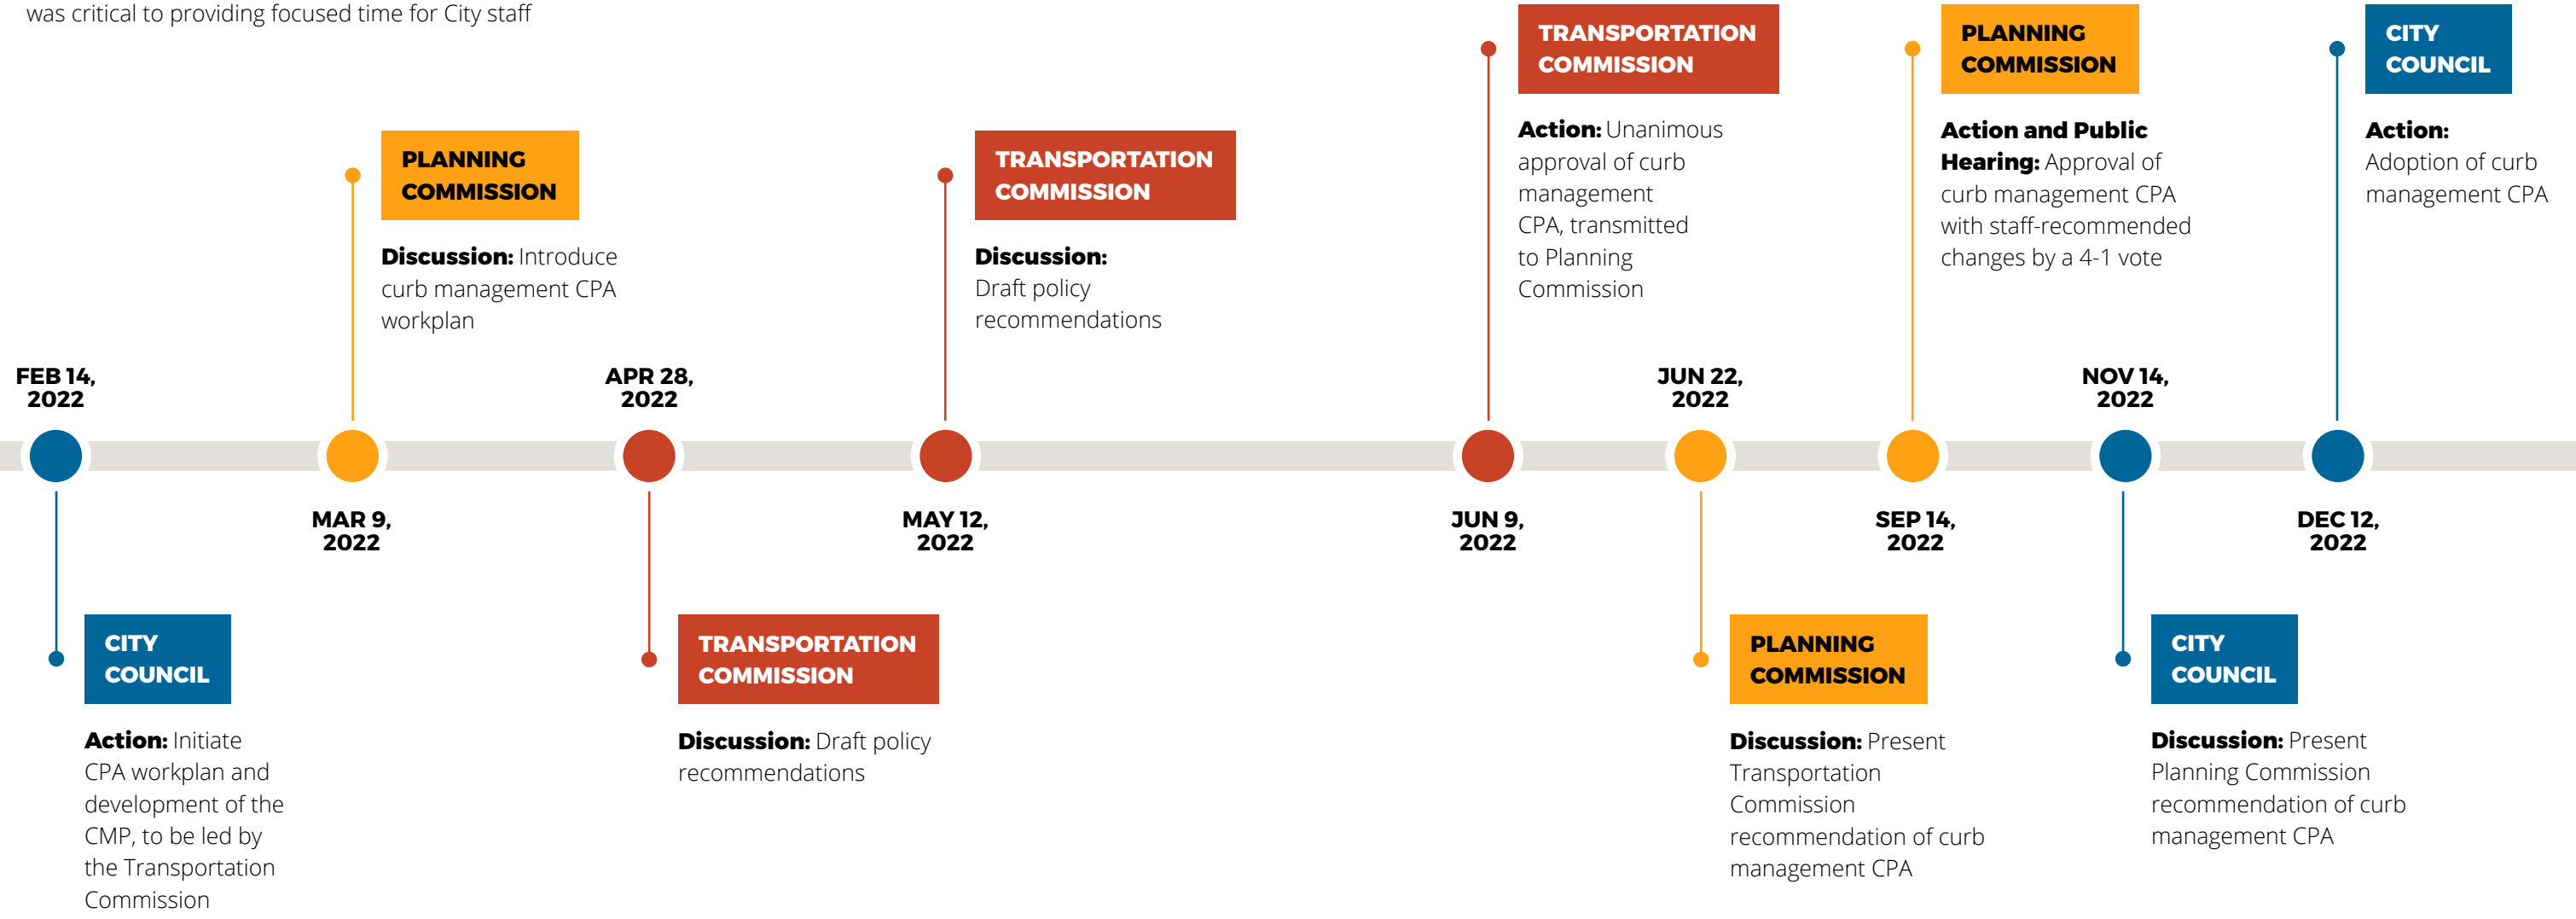 was critical to providing focused time for City staff
FEB 14,
2022
CITY
COUNCIL
Action: Initiate
CPA workplan and
development of the
CMP, to be led by
the Transportation
Commission
PLANNING
COMMISSION
Discussion: Introduce
curb management CPA
workplan
MAR 9,
2022
APR 28,
2022
TRANSPORTATION
COMMISSION
Discussion: Draft policy
recommendations
TRANSPORTATION
COMMISSION
Discussion:
Draft policy
recommendations
MAY 12,
2022
TRANSPORTATION
COMMISSION
Action: Unanimous
approval of curb
management
CPA, transmitted
to Planning
Commission
JUN 9,
2022
JUN 22,
2022
PLANNING
COMMISSION
Discussion: Present
Transportation
Commission
recommendation of curb
management CPA
PLANNING
COMMISSION
Action and Public
Hearing: Approval of
curb management CPA
with staff-recommended
changes by a 4-1 vote
SEP 14,
2022
NOV 14,
2022
CITY
COUNCIL
Discussion: Present
Planning Commission
recommendation of curb
management CPA
CITY
COUNCIL
Action:
Adoption of curb
management CPA
DEC 12,
2022